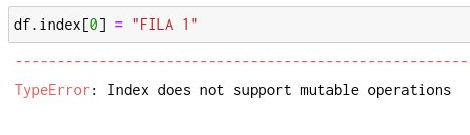 df.index[0] = "FILA 1"
TypeError: Index does not support mutable operations